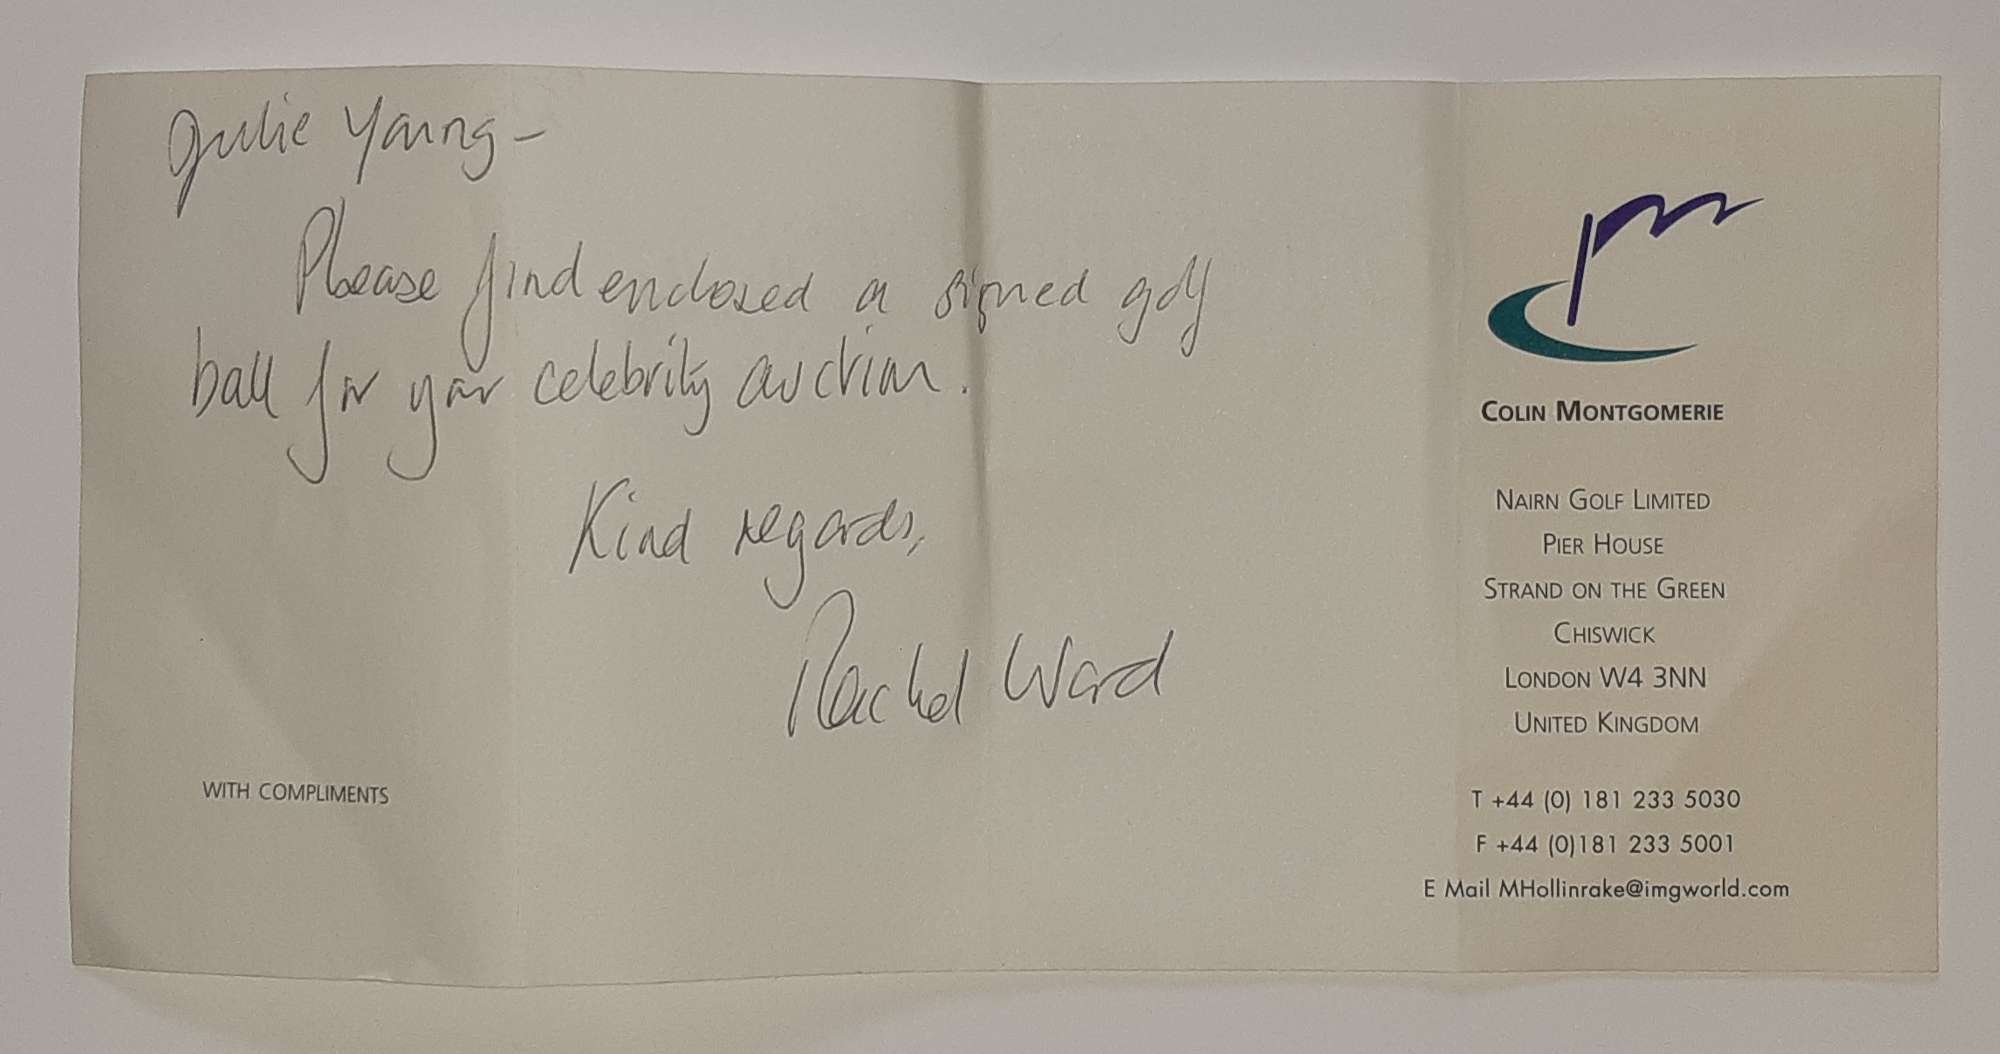 Julie Young -
Please find enclosed a signed golf
ball for your celebrity auction.
Kind regards,
Rachel Ward
WITH COMPLIMENTS
COLIN MONTGOMERIE
NAIRN GOLF LIMITED
PIER HOUSE
STRAND ON THE GREEN
CHISWICK
LONDON W4 3NN
UNITED KINGDOM
T +44 (0) 181 233 5030
F +44 (0)181 233 5001
E Mail MHollinrake@imgworld.com